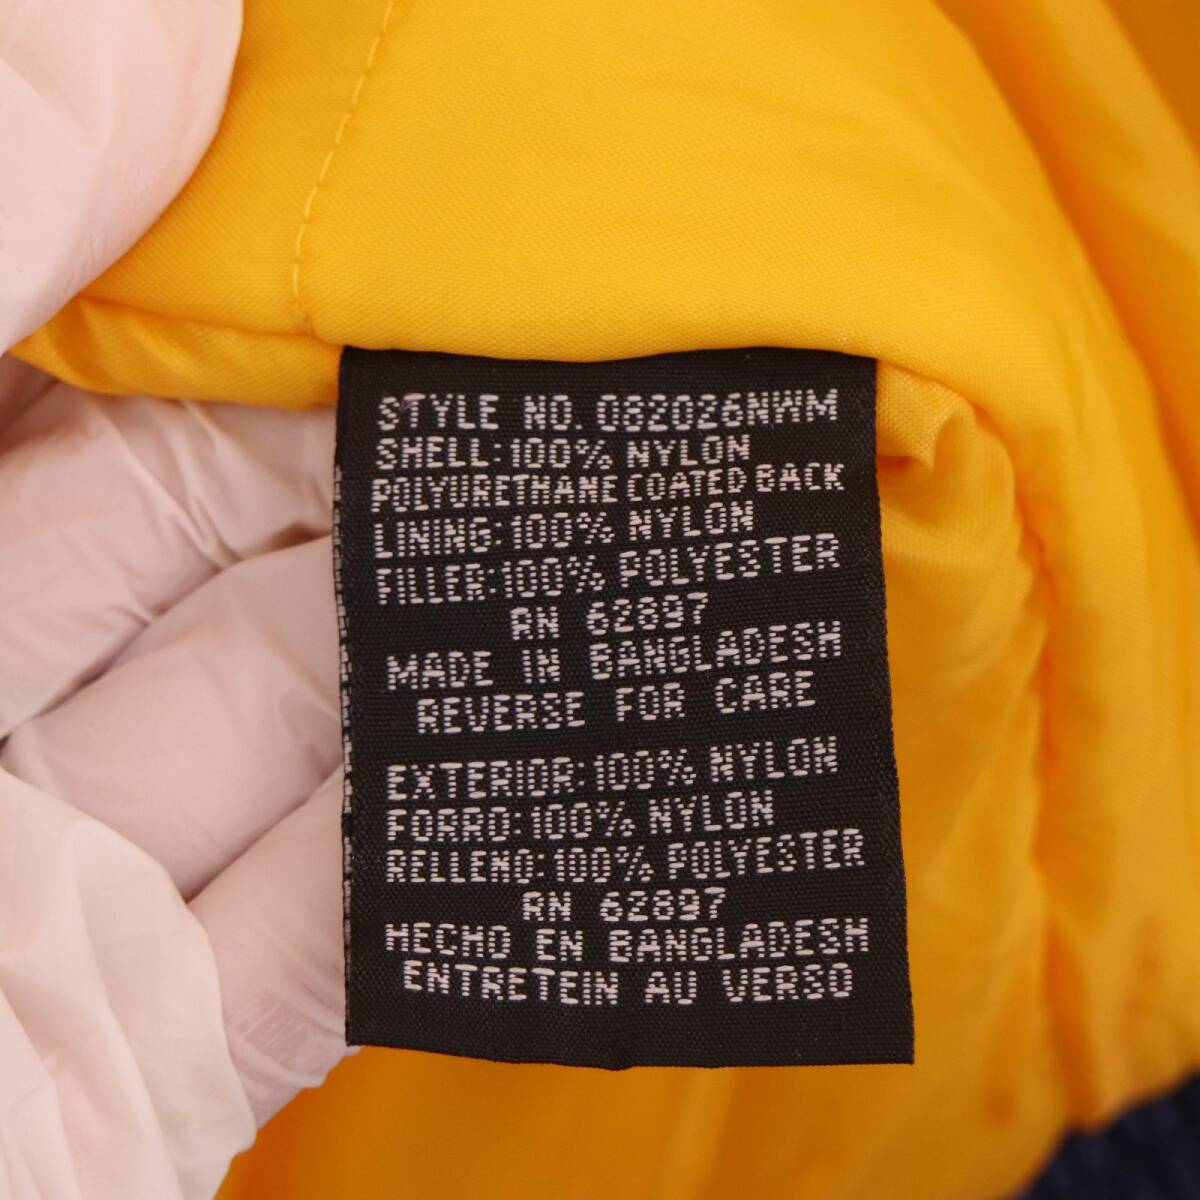 STYLE NO. 082026NWM
SHELL:100% NYLON
POLYURETHANE COATED BACK
LINING:100% NYLON
FILLER:100% POLYESTER
RN 62897
MADE IN BANGLADESH
REVERSE FOR CARE
EXTERIOR:100% NYLON
FORRO:100% NYLON
RELLENO:100% POLYESTER
RN 62897
HECHO EN BANGLADESH
ENTRETEIN AU VERSO